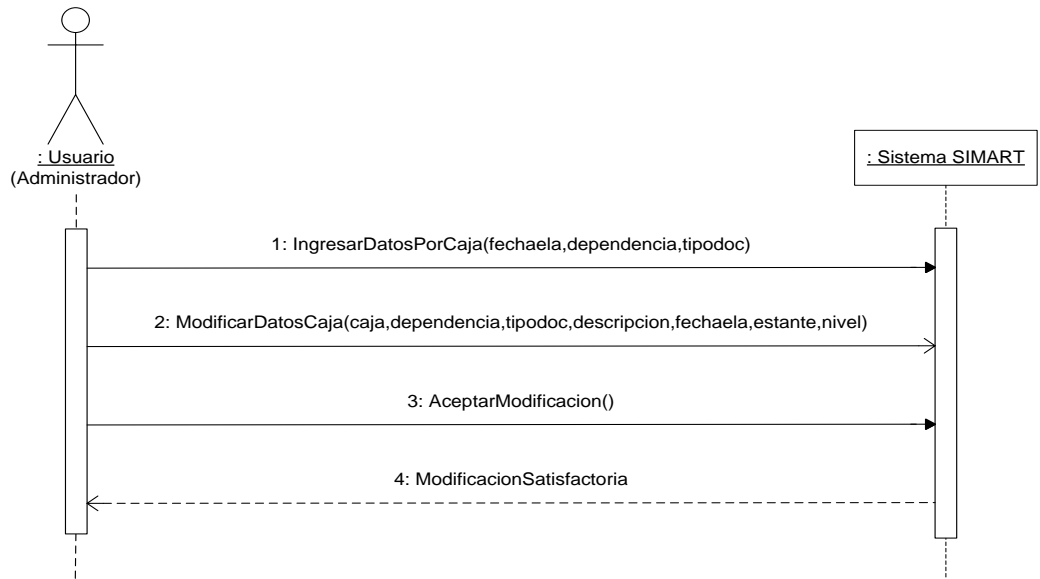 : Usuario
(Administrador)
: Sistema SIMART
1: IngresarDatosPorCaja(fechaela,dependencia,tipodoc)
2: ModificarDatosCaja(caja,dependencia,tipodoc,descripcion,fechaela,estante,nivel)
3: AceptarModificacion()
4: ModificacionSatisfactoria